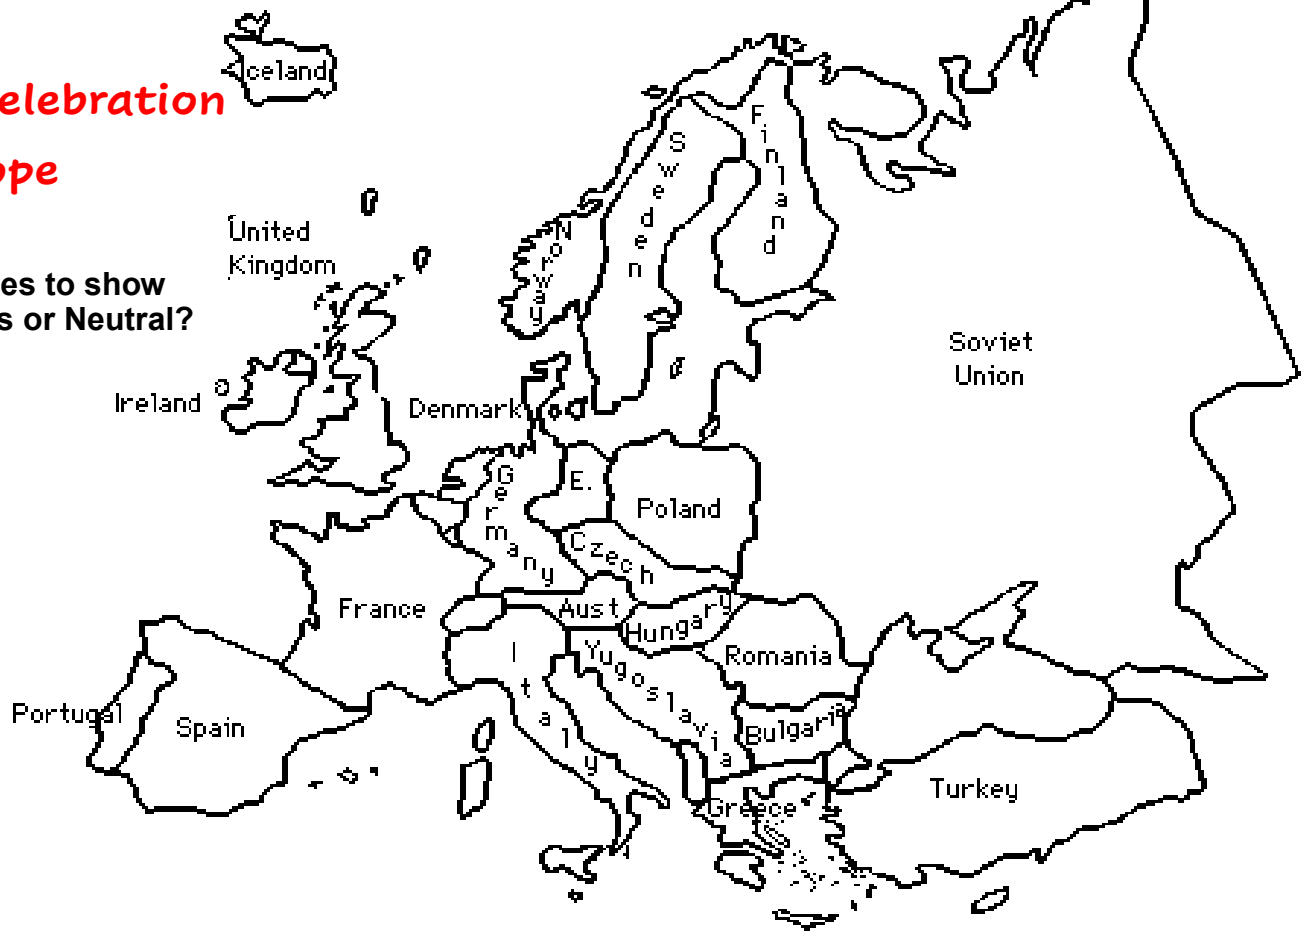 Iceland
elebration
ope
United
Kingdom
es to show
s or Neutral?
Ireland
Denmark
Norway
Sweden
Finland
Soviet
Union
Germany
E.
Poland
Czech
France
Aust
Hungary
Romania
Italy
Yugoslavia
Bulgaria
Portugal
Spain
Greece
Turkey